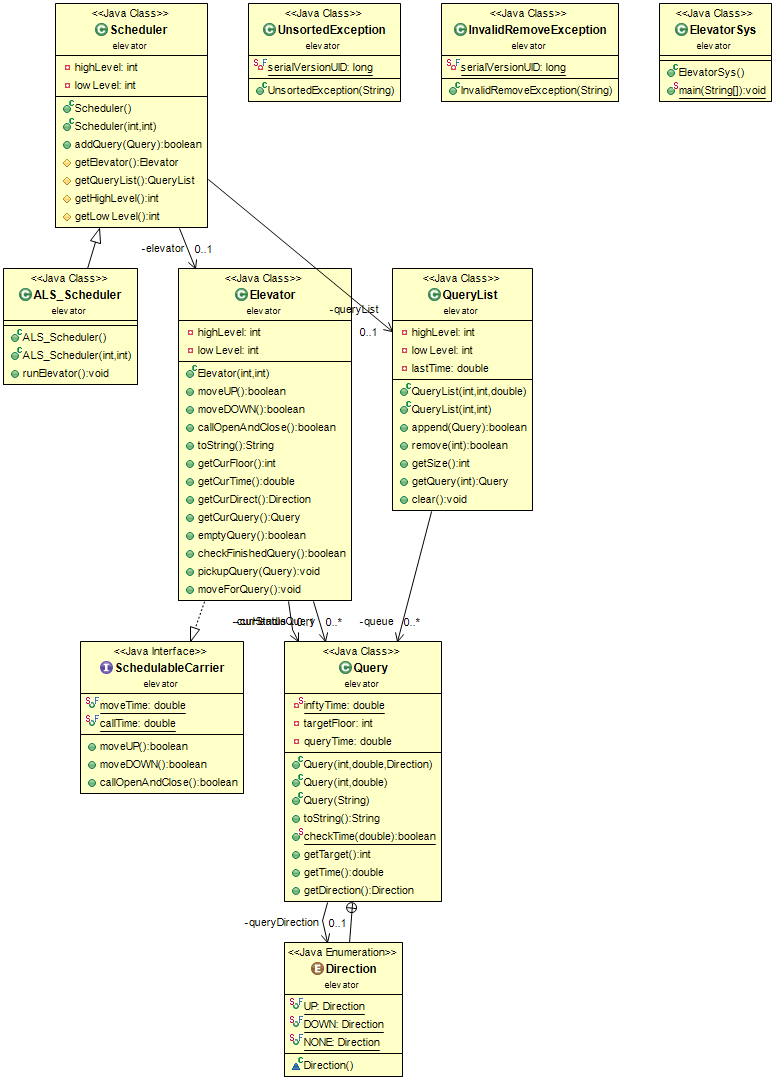 <<Java Class>>
Scheduler
elevator
highLevel: int
lowLevel: int
Scheduler()
Scheduler(int,int)
addQuery(Query):boolean
getElevator():Elevator
getQueryList():QueryList
getHighLevel():int
getLowLevel():int
<<Java Class>>
UnsortedException
elevator
serialVersionUID: long
UnsortedException(String)
<<Java Class>>
InvalidRemoveException
elevator
serialVersionUID: long
InvalidRemoveException(String)
<<Java Class>>
ElevatorSys
elevator
ElevatorSys()
main(String[]):void
-elevator 0..1
-queryList
0..1
<<Java Class>>
ALS_Scheduler
elevator
ALS_Scheduler()
ALS_Scheduler(int,int)
runElevator():void
<<Java Class>>
Elevator
elevator
highLevel: int
lowLevel: int
Elevator(int,int)
moveUP():boolean
moveDOWN():boolean
callOpenAndClose():boolean
toString():String
getCurFloor():int
getCurTime():double
getCurDirect():Direction
getCurQuery():Query
emptyQuery():boolean
checkFinishedQuery():boolean
pickupQuery(Query):void
moveForQuery():void
<<Java Class>>
QueryList
elevator
highLevel: int
lowLevel: int
lastTime: double
QueryList(int,int,double)
QueryList(int,int)
append(Query):boolean
remove(int):boolean
getSize():int
getQuery(int):Query
clear():void
0..1
0..*
-queue 0..*
<<Java Interface>>
SchedulableCarrier
elevator
moveTime: double
callTime: double
moveUP():boolean
moveDOWN():boolean
callOpenAndClose():boolean
<<Java Class>>
Query
elevator
inftyTime: double
targetFloor: int
queryTime: double
Query(int,double,Direction)
Query(int,double)
Query(String)
toString():String
checkTime(double):boolean
getTarget():int
getTime():double
getDirection():Direction
-queryDirection 0..1
<<Java Enumeration>>
Direction
elevator
UP: Direction
DOWN: Direction
NONE: Direction
Direction()